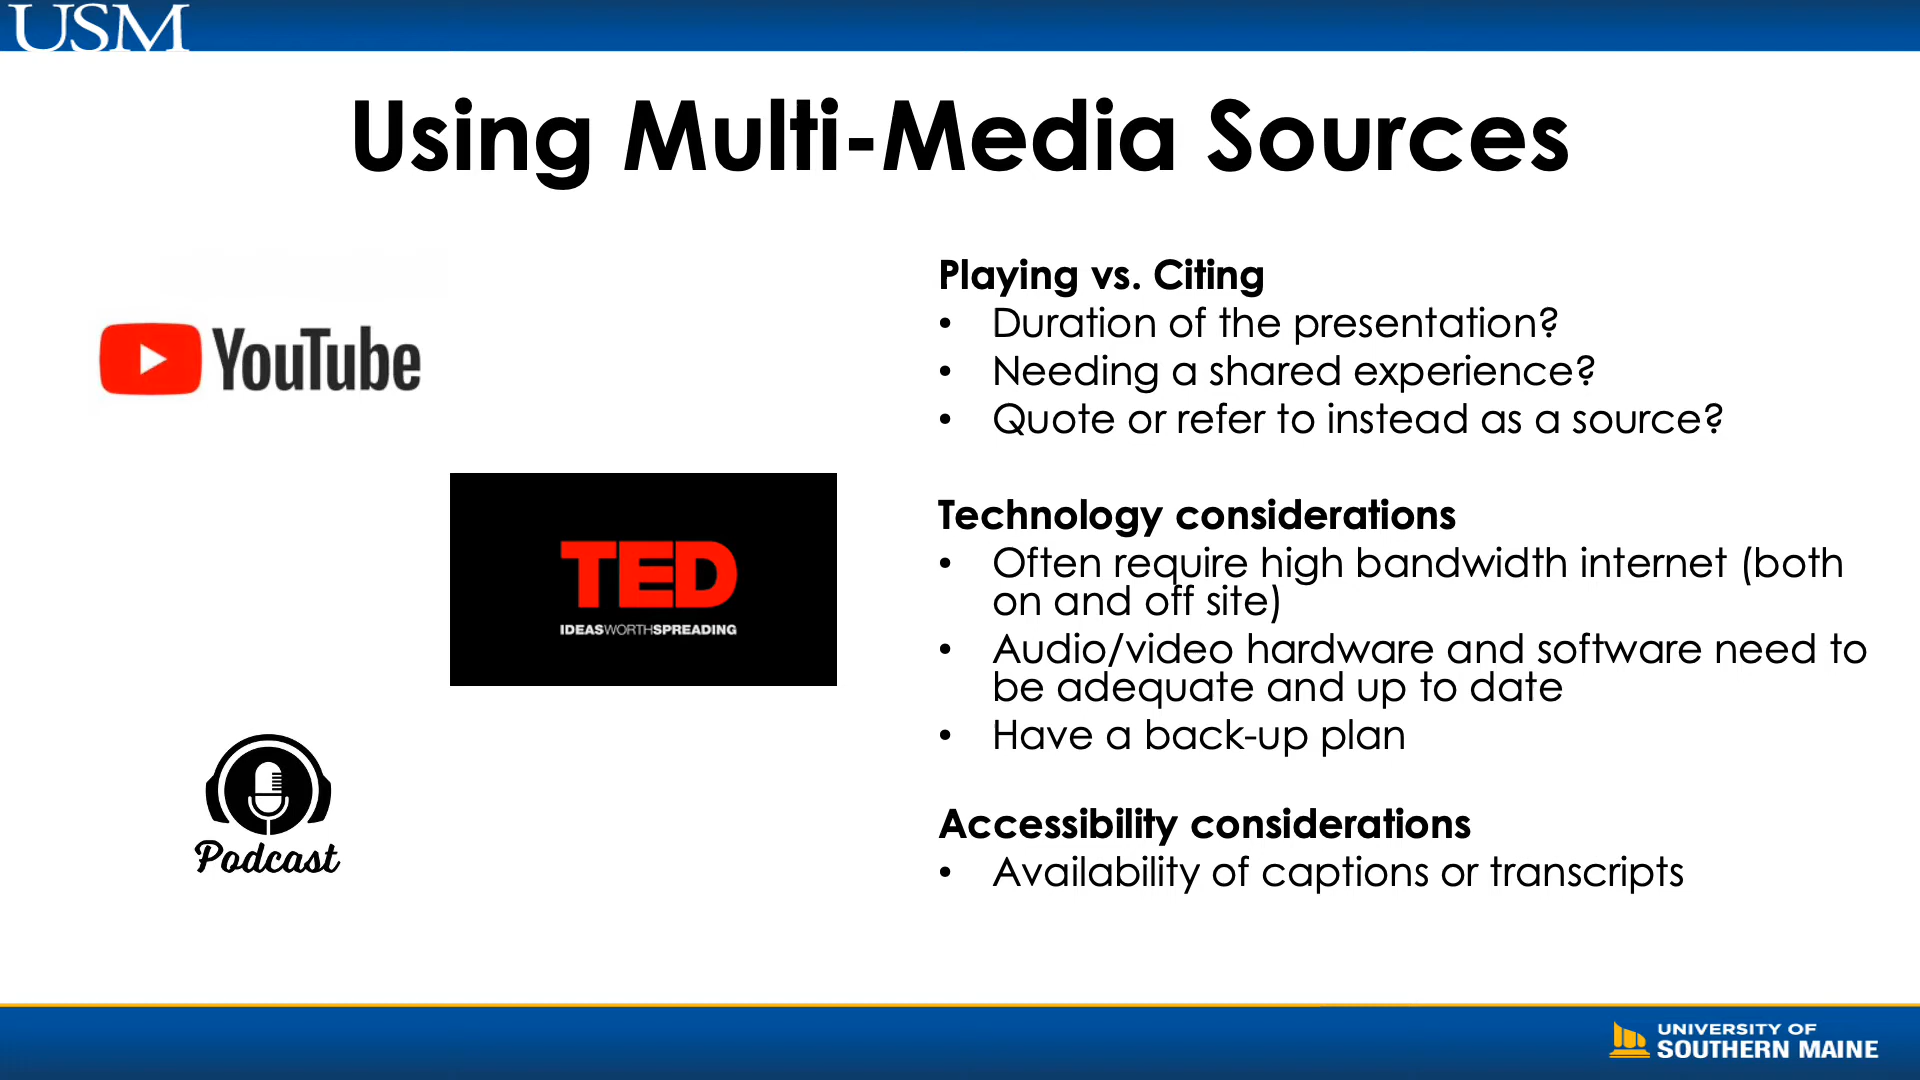 USM
Using Multi-Media Sources
YouTube
TED
IDEASWORTHSPREADING
Podcast
Playing vs. Citing
• Duration of the presentation?
• Needing a shared experience?
• Quote or refer to instead as a source?
Technology considerations
• Often require high bandwidth internet (both
on and off site)
• Audio/video hardware and software need to
be adequate and up to date
• Have a back-up plan
Accessibility considerations
• Availability of captions or transcripts
UNIVERSITY OF
SOUTHERN MAINE